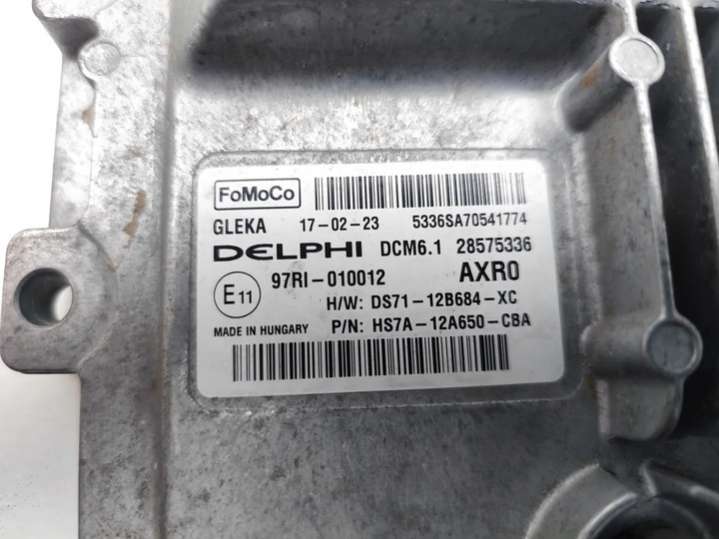 FoMoCo
GLEKA 17-02-23 5336SA70541774
DELPHI DCM6.1 28575336
E11 97RI-010012 AXRO
H/W: DS71-12B684-XC
MADE IN HUNGARY P/N: HS7A-12A650-CBA